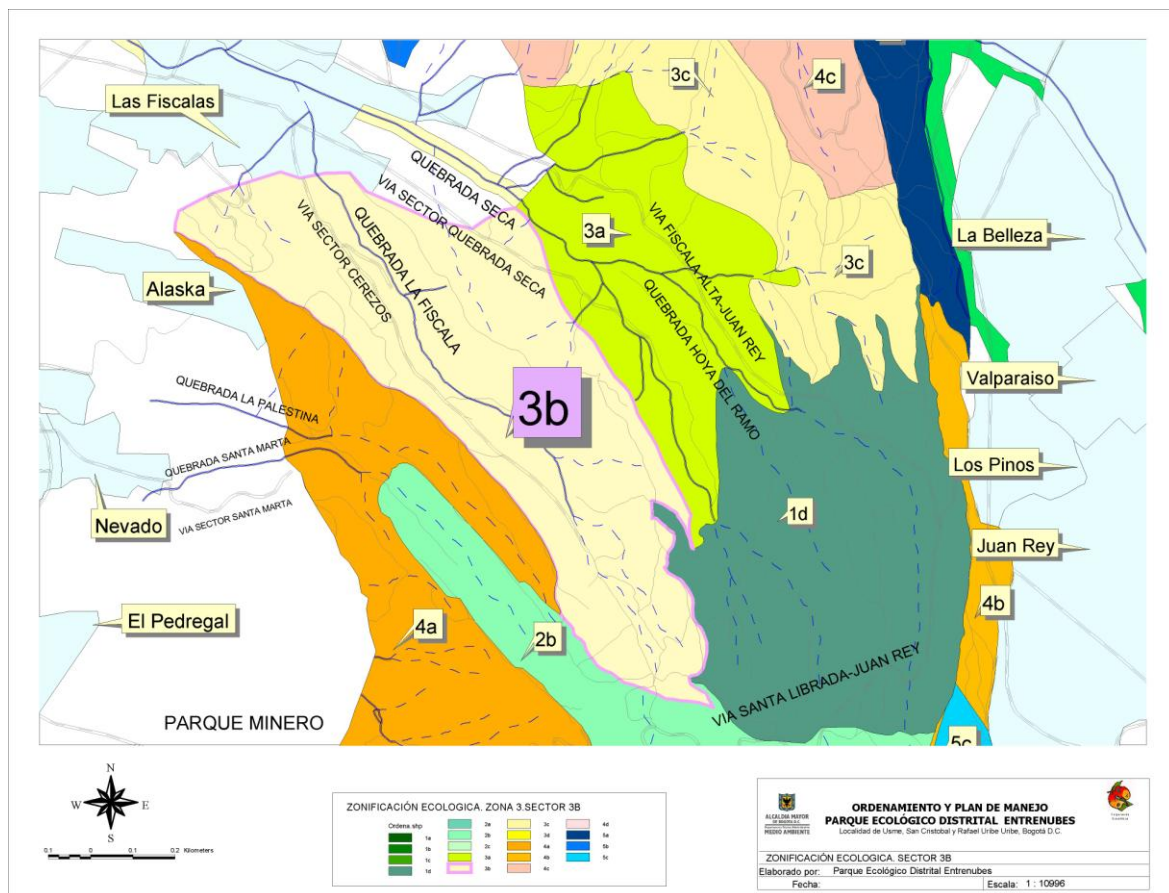 3c
4c
Las Fiscalas
QUEBRADA SECA
VIA SECTOR QUEBRADA SECA
VIA SECTOR CEREZOS
QUEBRADA LA FISCALA
3a
VIA FISCALA ALTA-JUAN REY
La Belleza
3c
Alaska
QUEBRADA HOYA DEL RAMO
Valparaiso
QUEBRADA LA PALESTINA
3b
QUEBRADA SANTA MARTA
Los Pinos
Nevado
VIA SECTOR SANTA MARTA
1d
Juan Rey
El Pedregal
4a
2b
4b
VIA SANTA LIBRADA-JUAN REY
PARQUE MINERO
5c
N
W E
S
0.1 0 0.1 0.2 Kilometers
ZONIFICACIÓN ECOLOGICA. ZONA 3.SECTOR 3B
Ordena shp
1a
1b
1c
1d
2a
2b
2c
3a
3b
3c
3d
4a
4b
4c
4d
5a
5b
5c
ALCALDIA MAYOR
MEDIO AMBIENTE
ORDENAMIENTO Y PLAN DE MANEJO
PARQUE ECOLÓGICO DISTRITAL ENTRENUBES
Localidad de Usme, San Cristobal y Rafael Uribe Uribe, Bogotá D.C.
ZONIFICACIÓN ECOLOGICA. SECTOR 3B
Elaborado por: Parque Ecológico Distrital Entrenubes
Fecha: Escala: 1 : 10996